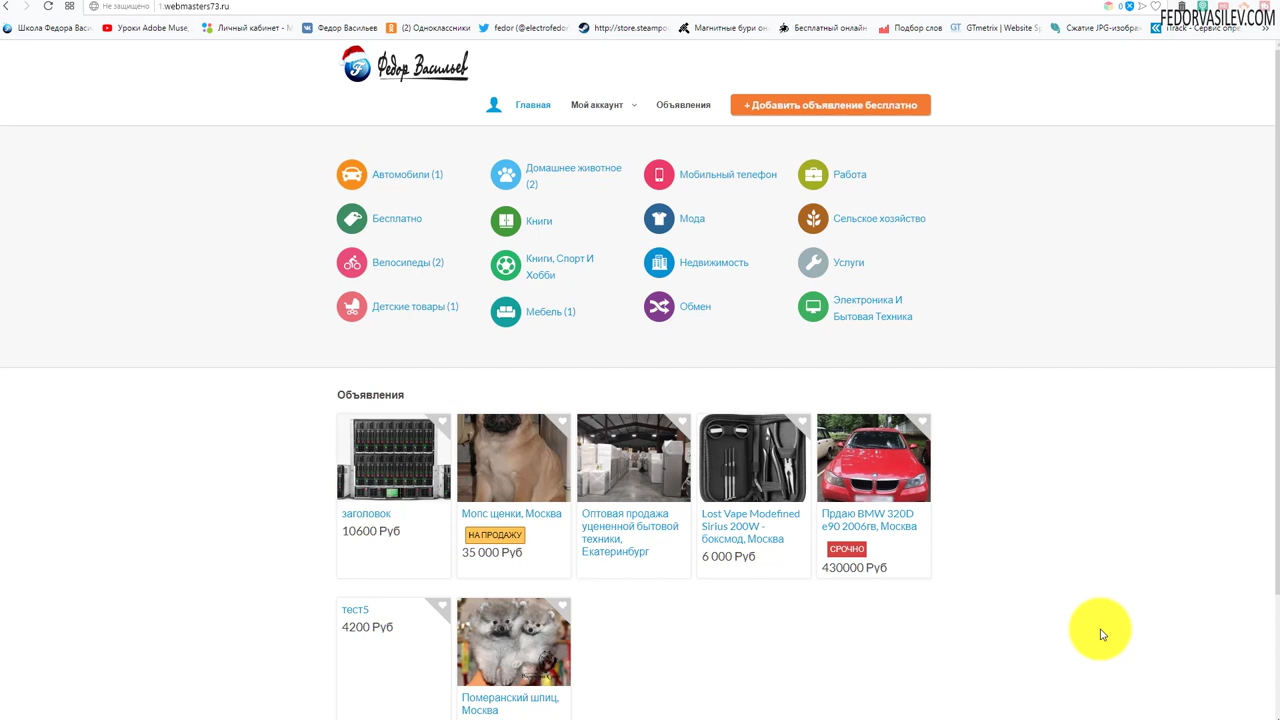 Не защищено
1.webmasters73.ru
0
FEDORVASILEV.COM
Школа Федора Васи.
Уроки Adobe Muse,
Личный кабинет - М
Федор Васильев
(2) Одноклассники
fedor (@electrofedor
http://store.steampo
Магнитные бури он
Бесплатный онлайн
Подбор слов
GTmetrix | Website S
Сжатие JPG-изображ
iTrack - Сервис опре
Федор Васильев
Главная
Мой аккаунт
Объявления
+ Добавить объявление бесплатно
Автомобили (1)
Домашнее животное
(2)
Мобильный телефон
Работа
Бесплатно
Книги
Мода
Сельское хозяйство
Велосипеды (2)
Книги, Спорт И
Хобби
Недвижимость
Услуги
Детские товары (1)
Мебель (1)
Обмен
Электроника И
Бытовая Техника
Объявления
заголовок
10600 Руб
Мопс щенки, Москва
НА ПРОДАЖУ
35 000 Руб
Оптовая продажа
уцененной бытовой
техники,
Екатеринбург
Lost Vape Modefined
Sirius 200W -
боксмод, Москва
6 000 Руб
Прдаю BMW 320D
e90 2006гв, Москва
СРОЧНО
430000 Руб
тест5
4200 Руб
Померанский шпиц,
Москва